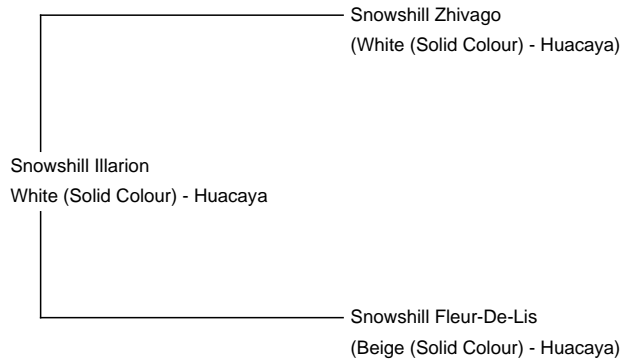 Snowshill Zhivago
(White (Solid Colour) - Huacaya)
Snowshill Illarion
White (Solid Colour) - Huacaya
Snowshill Fleur-De-Lis
(Beige (Solid Colour) - Huacaya)